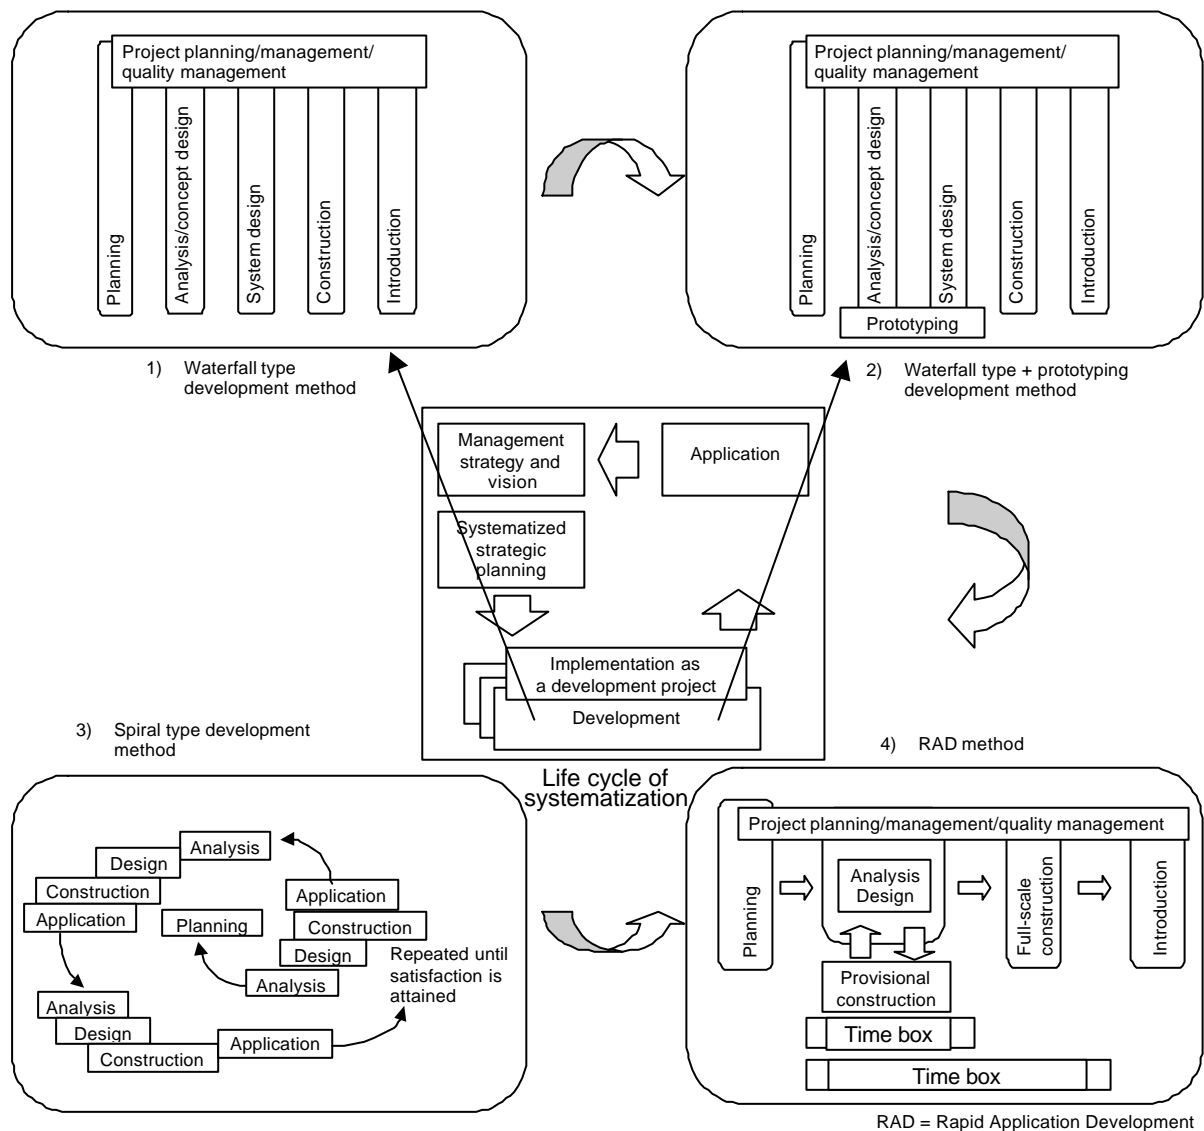 Project planning/management/
quality management
Planning
Analysis/concept design
System design
Construction
Introduction
1) Waterfall type
development method
Project planning/management/
quality management
Planning
Analysis/concept design
System design
Construction
Introduction
Prototyping
2) Waterfall type + prototyping
development method
Management
strategy and
vision
Application
Systematized
strategic
planning
Implementation as
a development project
Development
Life cycle of
systematization
3) Spiral type development
method
Analysis
Design
Construction
Application
Planning
Application
Construction
Design
Analysis
Repeated until
satisfaction is
attained
Analysis
Design
Construction
Application
4) RAD method
Project planning/management/quality management
Planning
Analysis
Design
Full-scale
construction
Introduction
Provisional
construction
Time box
Time box
RAD = Rapid Application Development